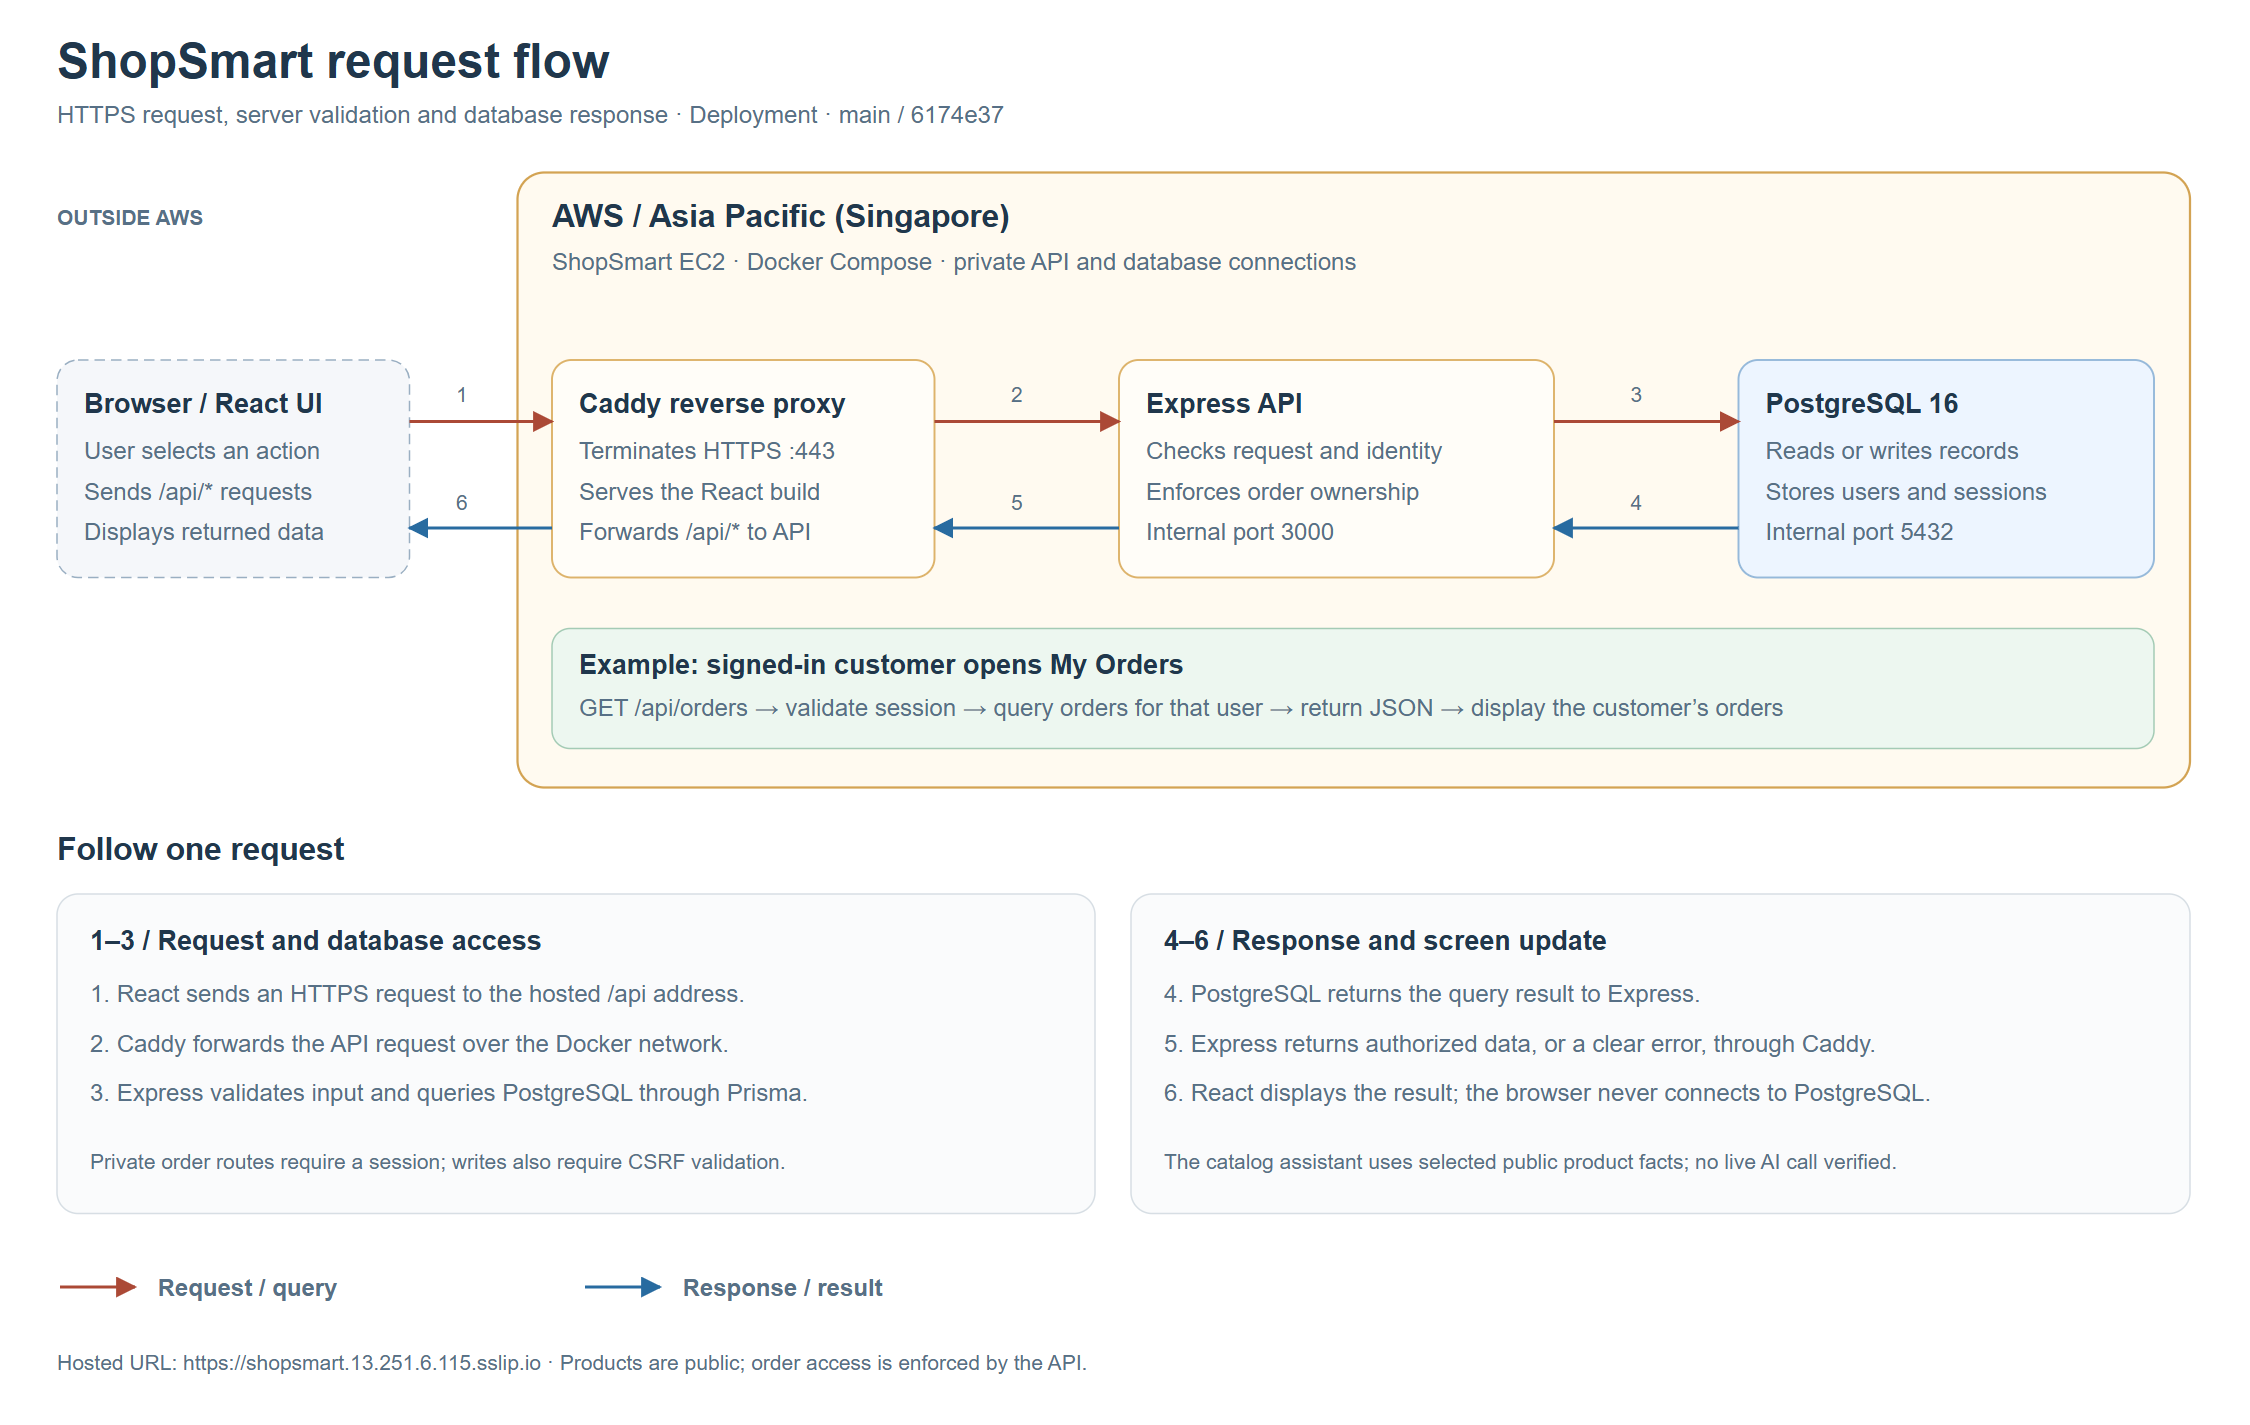 ShopSmart request flow
HTTPS request, server validation and database response · Deployment · main / 6174e37
OUTSIDE AWS
AWS / Asia Pacific (Singapore)
ShopSmart EC2 · Docker Compose · private API and database connections
Browser / React UI
User selects an action
Sends /api/* requests
Displays returned data
1
6
Caddy reverse proxy
Terminates HTTPS :443
Serves the React build
Forwards /api/* to API
2
5
Express API
Checks request and identity
Enforces order ownership
Internal port 3000
3
4
PostgreSQL 16
Reads or writes records
Stores users and sessions
Internal port 5432
Example: signed-in customer opens My Orders
GET /api/orders → validate session → query orders for that user → return JSON → display the customer’s orders
Follow one request
1–3 / Request and database access
1. React sends an HTTPS request to the hosted /api address.
2. Caddy forwards the API request over the Docker network.
3. Express validates input and queries PostgreSQL through Prisma.
Private order routes require a session; writes also require CSRF validation.
4–6 / Response and screen update
4. PostgreSQL returns the query result to Express.
5. Express returns authorized data, or a clear error, through Caddy.
6. React displays the result; the browser never connects to PostgreSQL.
The catalog assistant uses selected public product facts; no live AI call verified.
Request / query
Response / result
Hosted URL: https://shopsmart.13.251.6.115.sslip.io · Products are public; order access is enforced by the API.